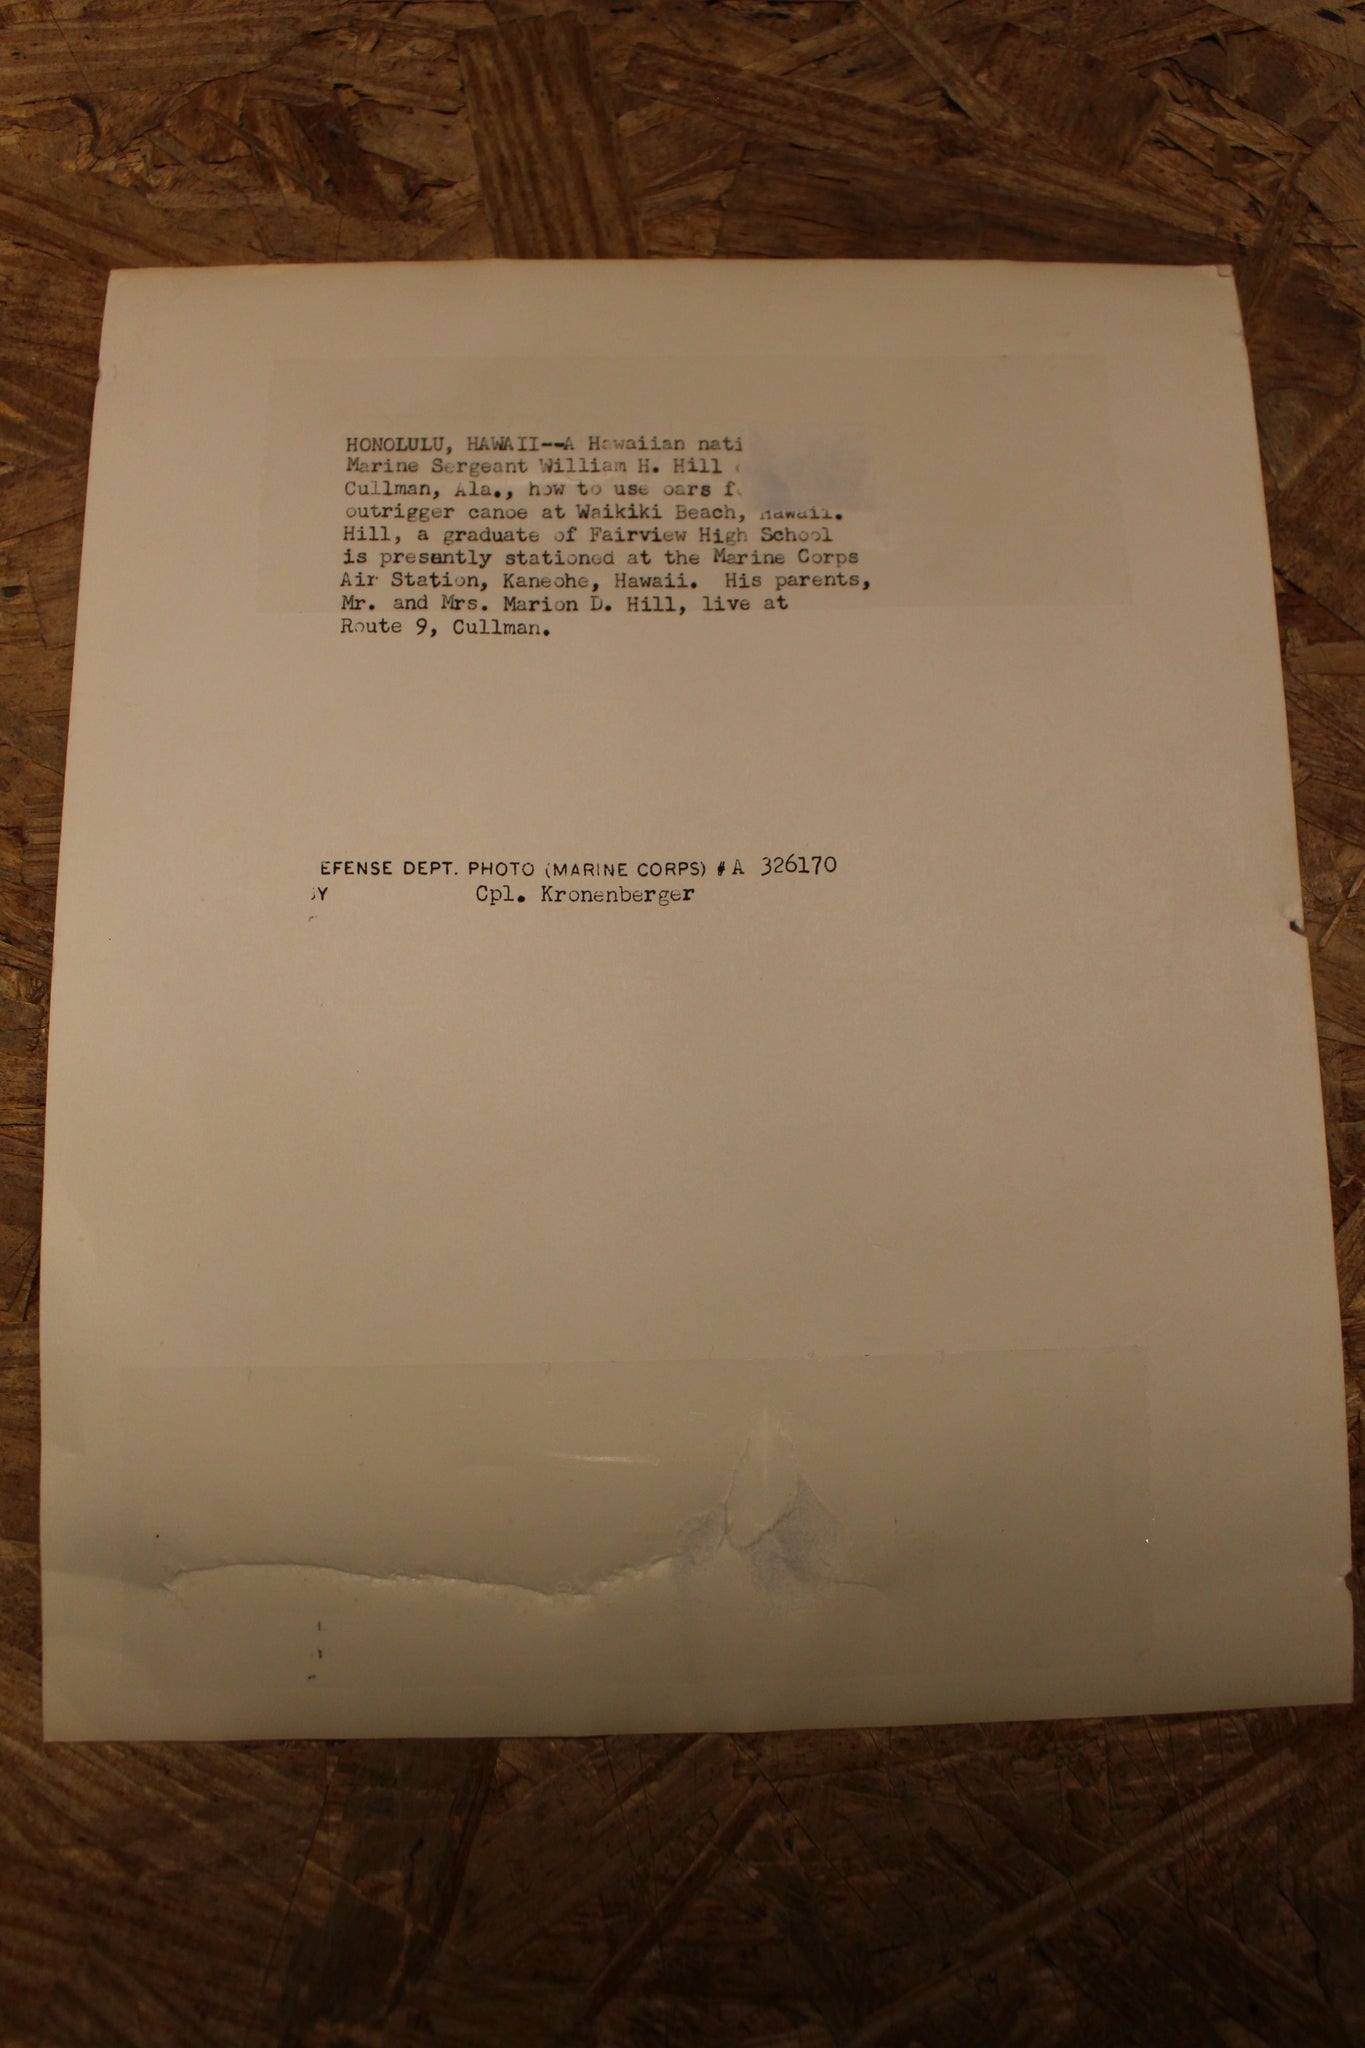 HONOLULU, HAWAII--A Hawaiian nati
Marine Sergeant William H. Hill
Cullman, Ala., how to use oars f
outrigger canoe at Waikiki Beach, Hawaii.
Hill, a graduate of Fairview High School
is presently stationed at the Marine Corps
Air Station, Kaneohe, Hawaii. His parents,
Mr. and Mrs. Marion D. Hill, live at
Route 9, Cullman.
EFENSE DEPT. PHOTO (MARINE CORPS) #A 326170
BY Cpl. Kronenberger